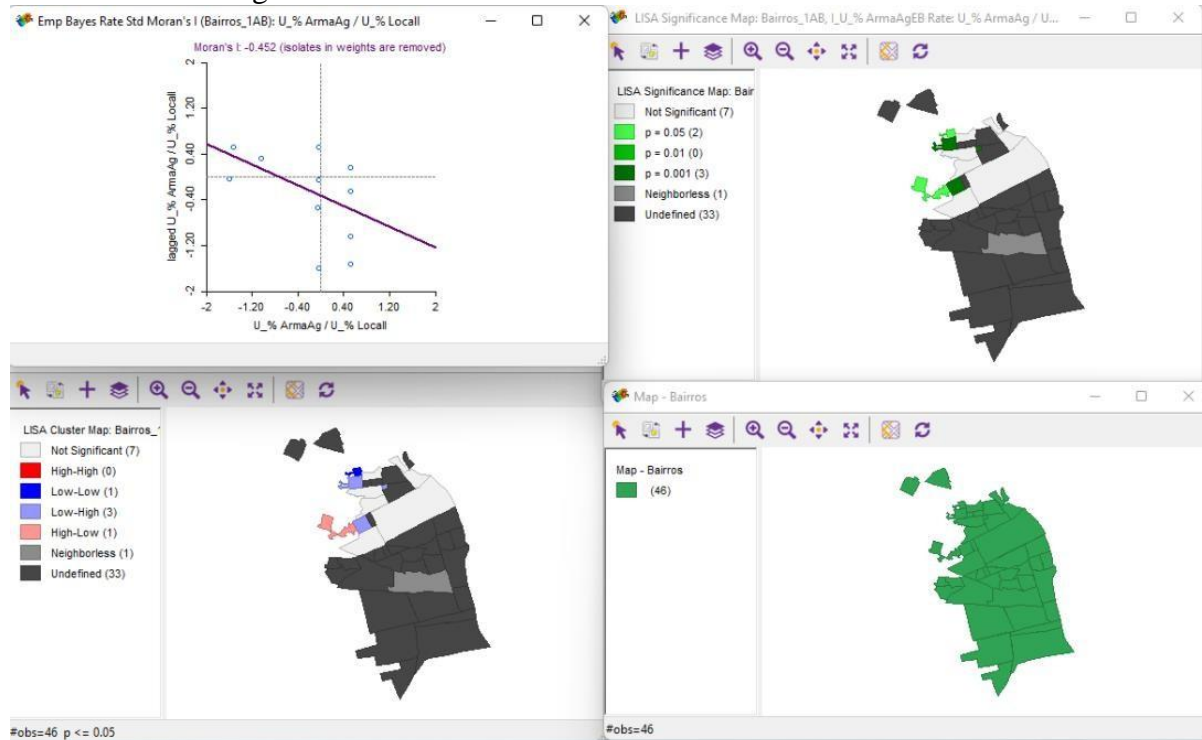 Emp Bayes Rate Std Moran's I (Bairros_1AB): U_% ArmaAg / U_% Locall
Moran's I: -0.452 (isolates in weights are removed)
lagged U_% ArmaAg / U_% Locall
2
1.20
0.40
-0.40
-1.20
-2
-2 -1.20 -0.40 0.40 1.20 2
U_% ArmaAg / U_% Locall
LISA Significance Map: Bairros_1AB, I_U_% ArmaAgEB Rate: U_% ArmaAg / U...
LISA Significance Map: Bair
Not Significant (7)
p = 0.05 (2)
p = 0.01 (0)
p = 0.001 (3)
Neighborless (1)
Undefined (33)
LISA Cluster Map: Bairros_
Not Significant (7)
High-High (0)
Low-Low (1)
Low-High (3)
High-Low (1)
Neighborless (1)
Undefined (33)
#obs=46 p <= 0.05
Map - Bairros
Map - Bairros
(46)
#obs=46